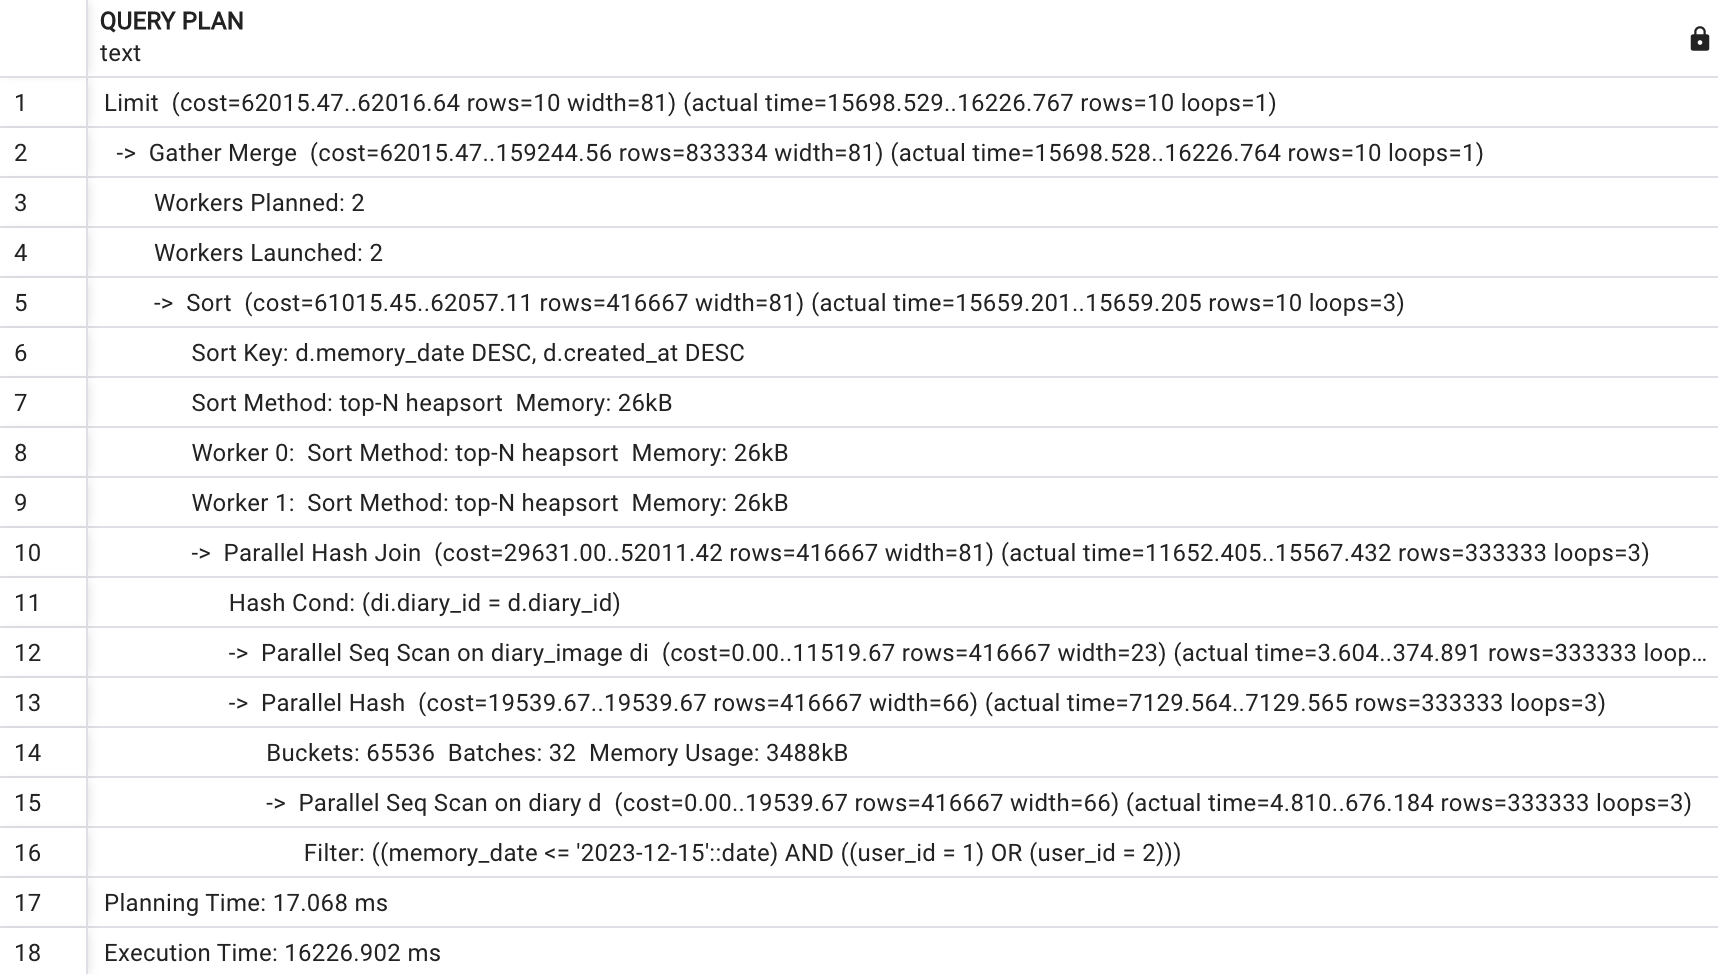 QUERY PLAN
text
1 Limit (cost=62015.47..62016.64 rows=10 width=81) (actual time=15698.529..16226.767 rows=10 loops=1)
2 -> Gather Merge (cost=62015.47..159244.56 rows=833334 width=81) (actual time=15698.528..16226.764 rows=10 loops=1)
3 Workers Planned: 2
4 Workers Launched: 2
5 -> Sort (cost=61015.45..62057.11 rows=416667 width=81) (actual time=15659.201..15659.205 rows=10 loops=3)
6 Sort Key: d.memory_date DESC, d.created_at DESC
7 Sort Method: top-N heapsort Memory: 26kB
8 Worker 0: Sort Method: top-N heapsort Memory: 26kB
9 Worker 1: Sort Method: top-N heapsort Memory: 26kB
10 -> Parallel Hash Join (cost=29631.00..52011.42 rows=416667 width=81) (actual time=11652.405..15567.432 rows=333333 loops=3)
11 Hash Cond: (di.diary_id = d.diary_id)
12 -> Parallel Seq Scan on diary_image di (cost=0.00..11519.67 rows=416667 width=23) (actual time=3.604..374.891 rows=333333 loop...
13 -> Parallel Hash (cost=19539.67..19539.67 rows=416667 width=66) (actual time=7129.564..7129.565 rows=333333 loops=3)
14 Buckets: 65536 Batches: 32 Memory Usage: 3488kB
15 -> Parallel Seq Scan on diary d (cost=0.00..19539.67 rows=416667 width=66) (actual time=4.810..676.184 rows=333333 loops=3)
16 Filter: ((memory_date <= '2023-12-15'::date) AND ((user_id = 1) OR (user_id = 2)))
17 Planning Time: 17.068 ms
18 Execution Time: 16226.902 ms